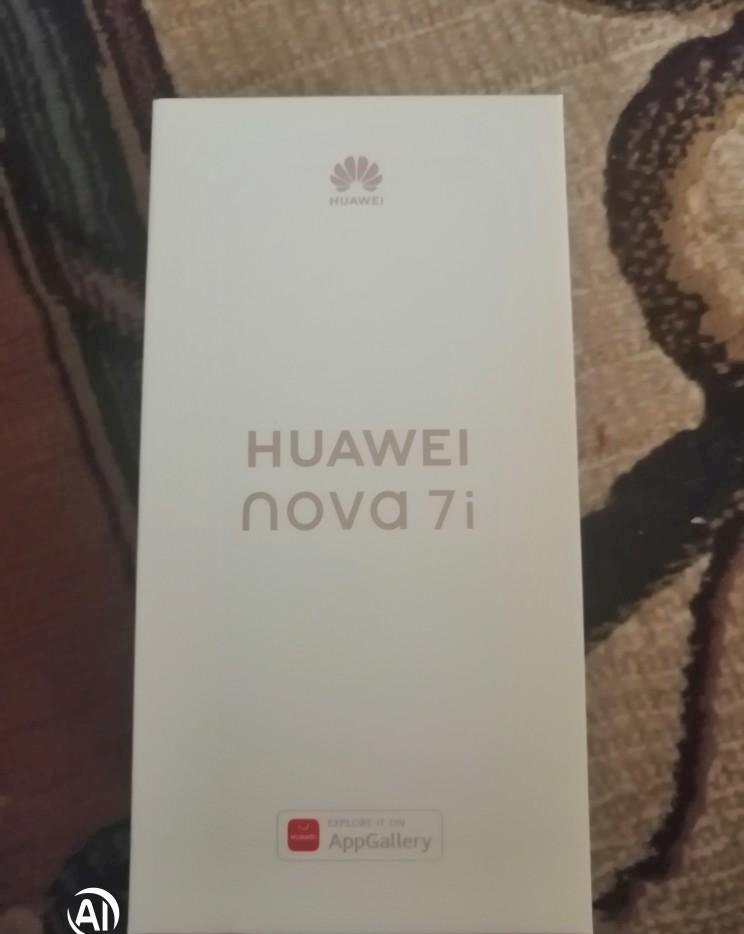 HUAWEI
HUAWEI
nova 7i
EXPLORE IT ON
HUAWEI
AppGallery
AI